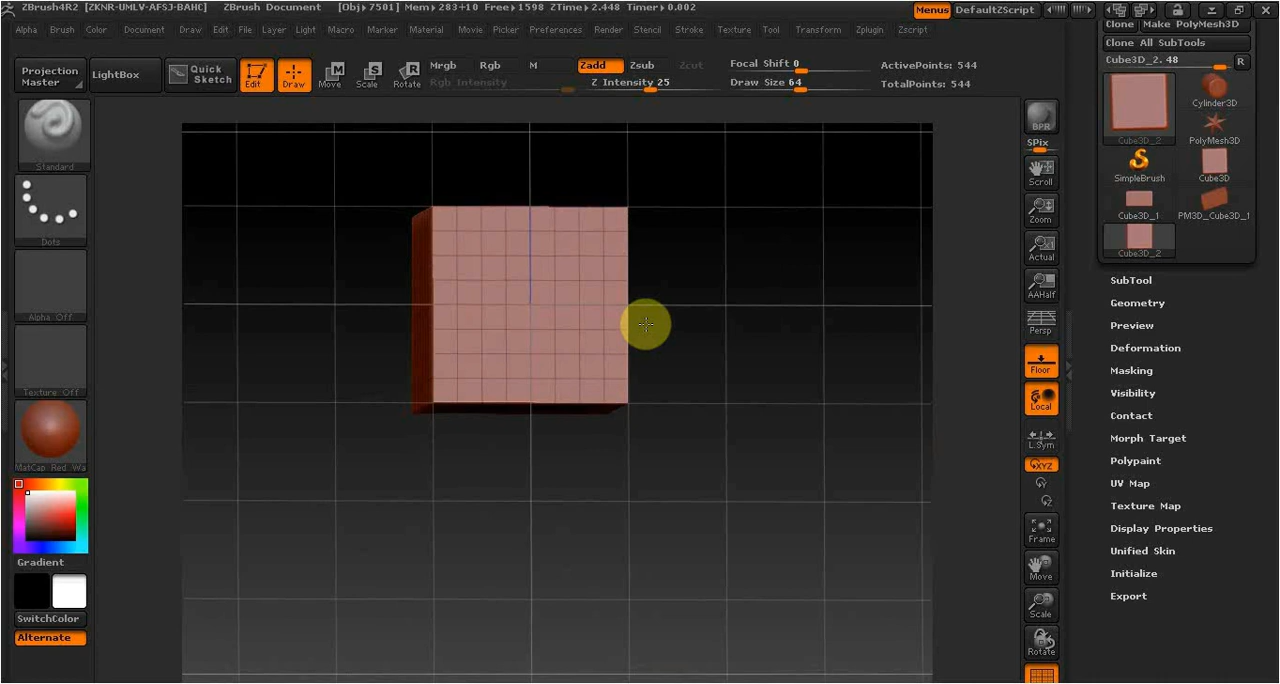 ZBrush4R2 [ZKNR-UMLV-AFSJ-BAHC] ZBrush Document [Obj▸7501] Mem▸283+10 Free▸1598 ZTime▸2.448 Timer▸0.002 Menus DefaultZScript
Alpha Brush Color Document Draw Edit File Layer Light Macro Marker Material Movie Picker Preferences Render Stencil Stroke Texture Tool Transform Zplugin Zscript
Clone Make PolyMesh3D
Clone All SubTools
Cube3D_2. 48 R
Projection Master
LightBox
Quick Sketch
Edit
Draw
Move
Scale
Rotate
Mrgb Rgb M
Rgb Intensity
Zadd Zsub Zcut
Z Intensity 25
Focal Shift 0
Draw Size 64
ActivePoints: 544
TotalPoints: 544
Standard
Dots
Alpha Off
Texture Off
MatCap Red Wa
Gradient
SwitchColor
Alternate
BPR
SPix
Scroll
Zoom
Actual
AAHalf
Persp
Floor
Local
L.Sym
XYZ
Y
Z
Frame
Move
Scale
Rotate
Cube3D_2
Cylinder3D
PolyMesh3D
SimpleBrush
Cube3D
Cube3D_1
PM3D_Cube3D_1
Cube3D_2
SubTool
Geometry
Preview
Deformation
Masking
Visibility
Contact
Morph Target
Polypaint
UV Map
Texture Map
Display Properties
Unified Skin
Initialize
Export